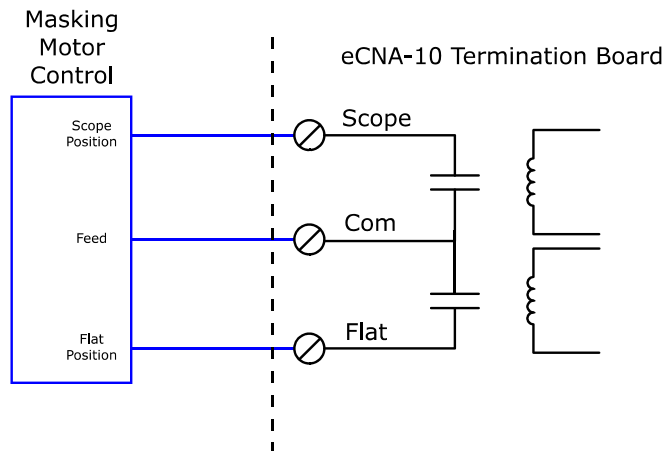 Masking
Motor
Control
eCNA-10 Termination Board
Scope
Position
Scope
Feed
Com
Flat
Position
Flat